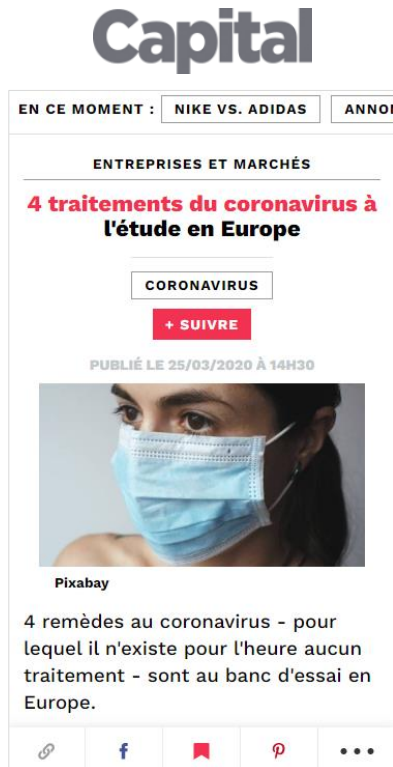 Capital
EN CE MOMENT : NIKE VS. ADIDAS
ENTREPRISES ET MARCHÉS
4 traitements du coronavirus à
l'étude en Europe
CORONAVIRUS
+ SUIVRE
PUBLIÉ LE 25/03/2020 À 14H30
Pixabay
4 remèdes au coronavirus - pour
lequel il n'existe pour l'heure aucun
traitement - sont au banc d'essai en
Europe.